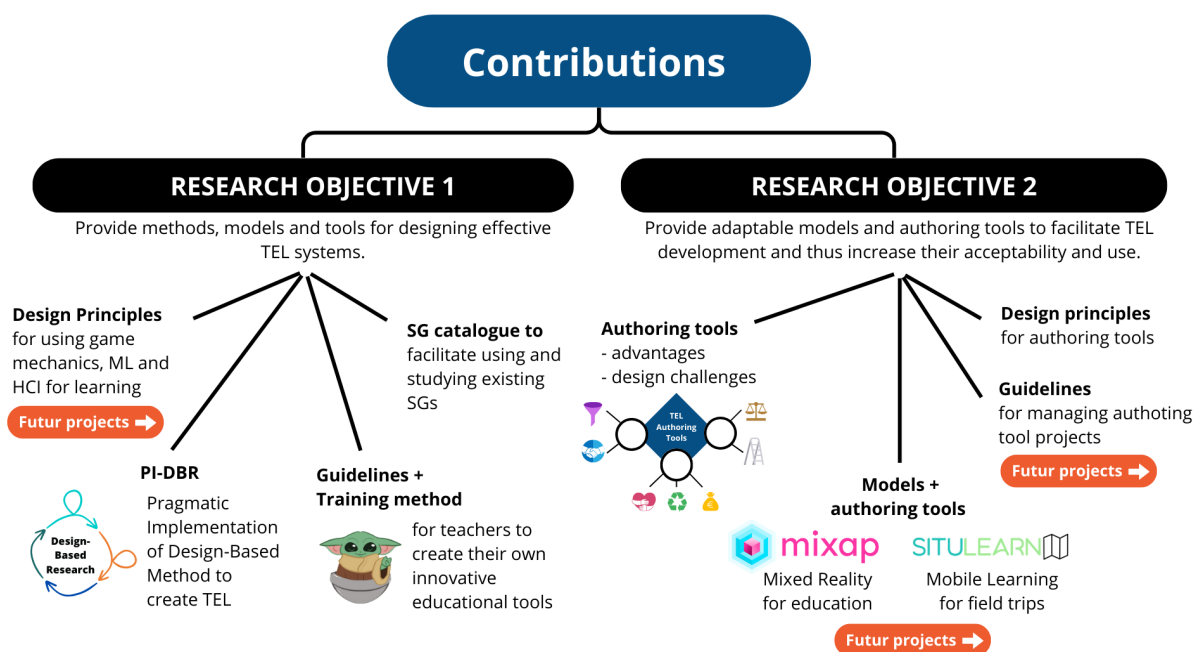 Contributions
RESEARCH OBJECTIVE 1
Provide methods, models and tools for designing effective
TEL systems.
Design Principles
for using game
mechanics, ML and
HCI for learning
Futur projects
PI-DBR
Pragmatic
Implementation
of Design-Based
Method to
create TEL
Design-
Based
Research
Guidelines +
Training method
for teachers to
create their own
innovative
educational tools
SG catalogue to
facilitate using and
studying existing
SGs
RESEARCH OBJECTIVE 2
Provide adaptable models and authoring tools to facilitate TEL
development and thus increase their acceptability and use.
Authoring tools
- advantages
- design challenges
TEL
Authoring
Tools
Models +
authoring tools
mixap
Mixed Reality
for education
SITULEARN
Mobile Learning
for field trips
Futur projects
Design principles
for authoring tools
Guidelines
for managing authoting
tool projects
Futur projects